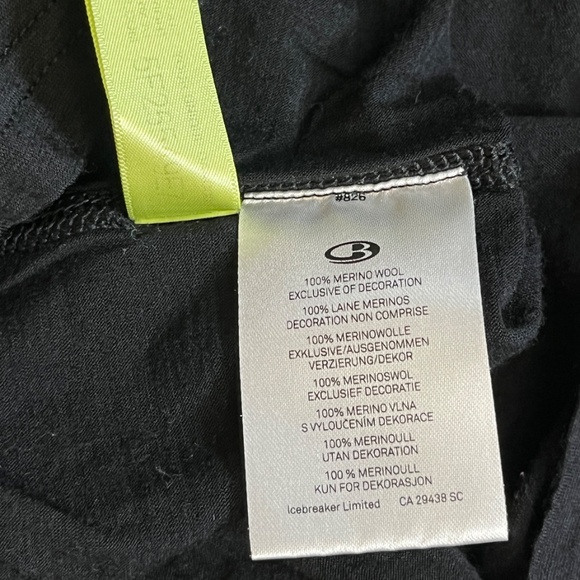 #826
100% MERINO WOOL
EXCLUSIVE OF DECORATION
100% LAINE MERINOS
DECORATION NON COMPRISE
100% MERINOWOLLE
EXKLUSIVE/AUSGENOMMEN
VERZIERUNG/DEKOR
100% MERINOSWOL
EXCLUSIEF DECORATIE
100% MERINO VLNA
S VYLOUČENÍM DEKORACE
100% MERINOULL
UTAN DEKORATION
100 % MERINOULL
KUN FOR DEKORASJON
Icebreaker Limited CA 29438 SC